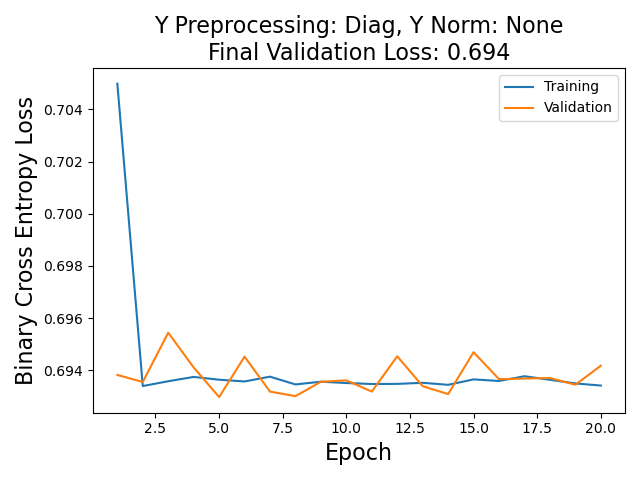 Y Preprocessing: Diag, Y Norm: None
Final Validation Loss: 0.694
Training
Validation
Binary Cross Entropy Loss
0.704
0.702
0.700
0.698
0.696
0.694
2.5 5.0 7.5 10.0 12.5 15.0 17.5 20.0
Epoch